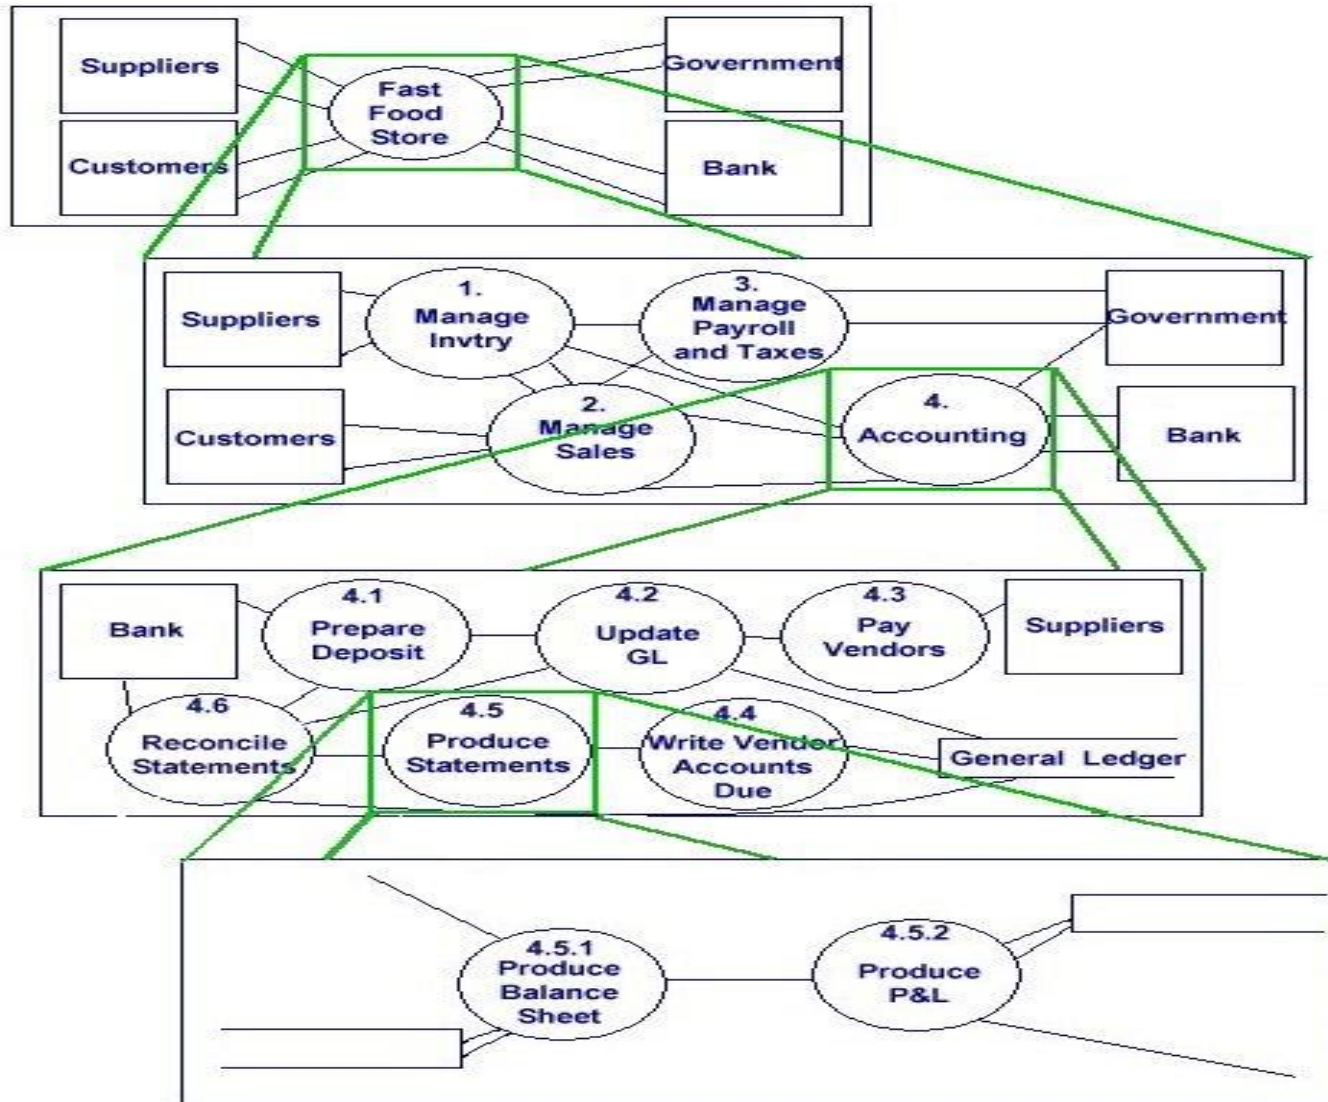 Suppliers
Fast
Food
Store
Government
Customers
Bank
Suppliers
1.
Manage
Invtry
3.
Manage
Payroll
and Taxes
Government
Customers
2.
Manage
Sales
4.
Accounting
Bank
Bank
4.1
Prepare
Deposit
4.2
Update
GL
4.3
Pay
Vendors
Suppliers
4.6
Reconcile
Statements
4.5
Produce
Statements
4.4
Write Vendor
Accounts
Due
General Ledger
4.5.1
Produce
Balance
Sheet
4.5.2
Produce
P&L